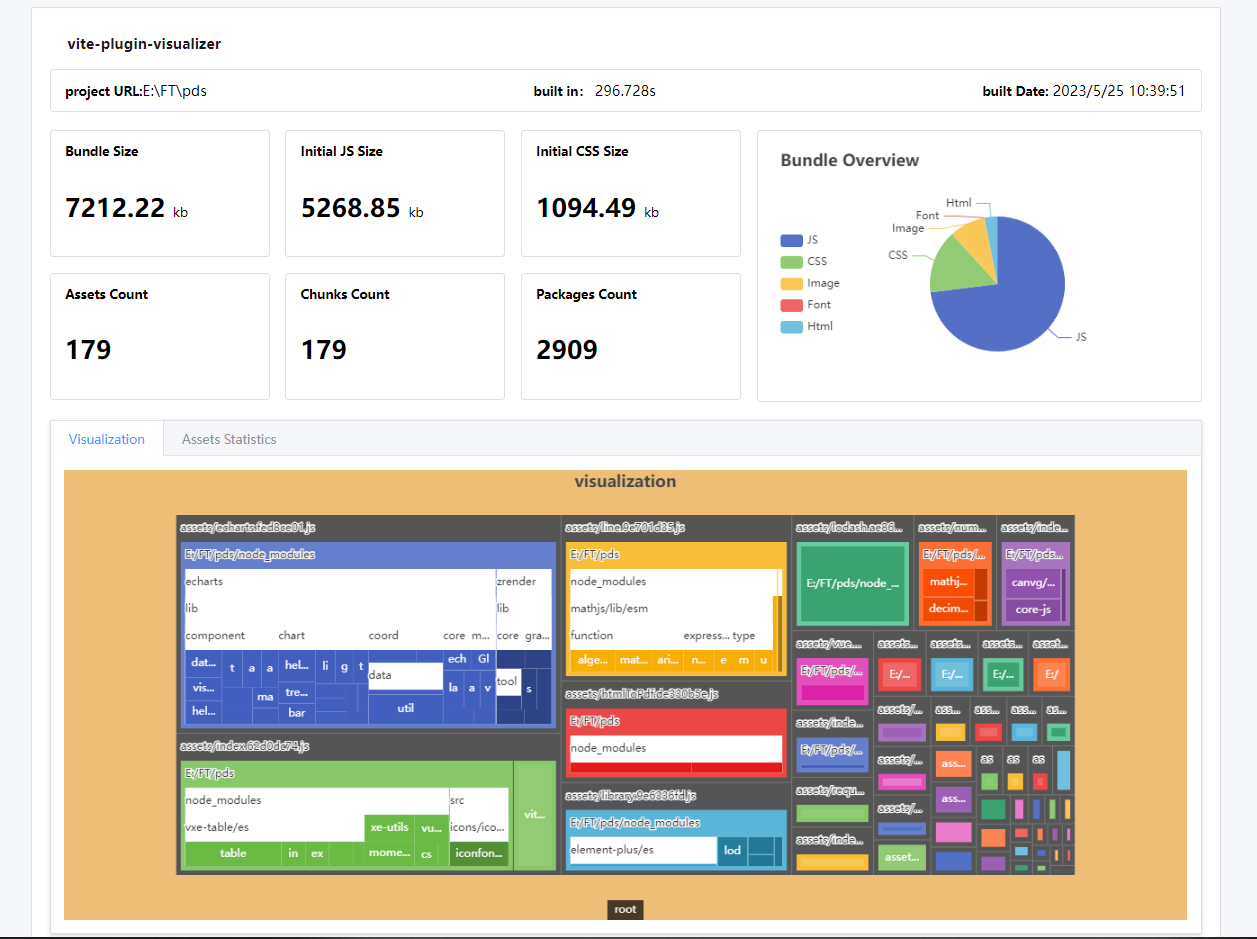 vite-plugin-visualizer
project URL:E:\FT\pds
built in: 296.728s
built Date: 2023/5/25 10:39:51
Bundle Size
7212.22 kb
Initial JS Size
5268.85 kb
Initial CSS Size
1094.49 kb
Assets Count
179
Chunks Count
179
Packages Count
2909
Bundle Overview
JS
CSS
Image
Font
Html
Html
Font
Image
CSS
JS
Visualization
Assets Statistics
visualization
assets/echarts.fed8ce01.js
E:/FT/pds/node_modules
echarts
zrender
lib
lib
component
chart
coord
core
m...
core
gra...
dat...
t
a
a
hel...
li
g
t
data
ech
Gl
tool
vis...
ma
tre...
la
a
v
s
hel...
bar
util
assets/index.62d0dc74.js
E:/FT/pds
node_modules
src
vxe-table/es
xe-utils
vu...
icons/ico...
vit...
table
in
ex
mome...
cs
iconfon...
assets/line.9c701d35.js
E:/FT/pds
node_modules
mathjs/lib/esm
function
express...
type
alge...
mat...
ari...
n...
e
m
u
assets/htmlToPdf.de330b5e.js
E:/FT/pds
node_modules
assets/library.9e6336fd.js
E:/FT/pds/node_modules
element-plus/es
lod
assets/lodash.ae86...
E:/FT/pds/node_...
assets/num...
E:/FT/pds/...
mathj...
decim...
assets/inde...
E:/FT/pds...
canvg/...
core-js
assets/vue...
E:/FT/pds/...
assets/inde...
E:/FT/pds/...
assets/requ...
assets/inde...
assets...
E:/...
assets...
E:/...
assets...
E:/...
asset...
E:/
assets/...
ass...
ass...
ass...
as...
assets/...
ass...
as
as
as
assets/...
ass...
asset...
root